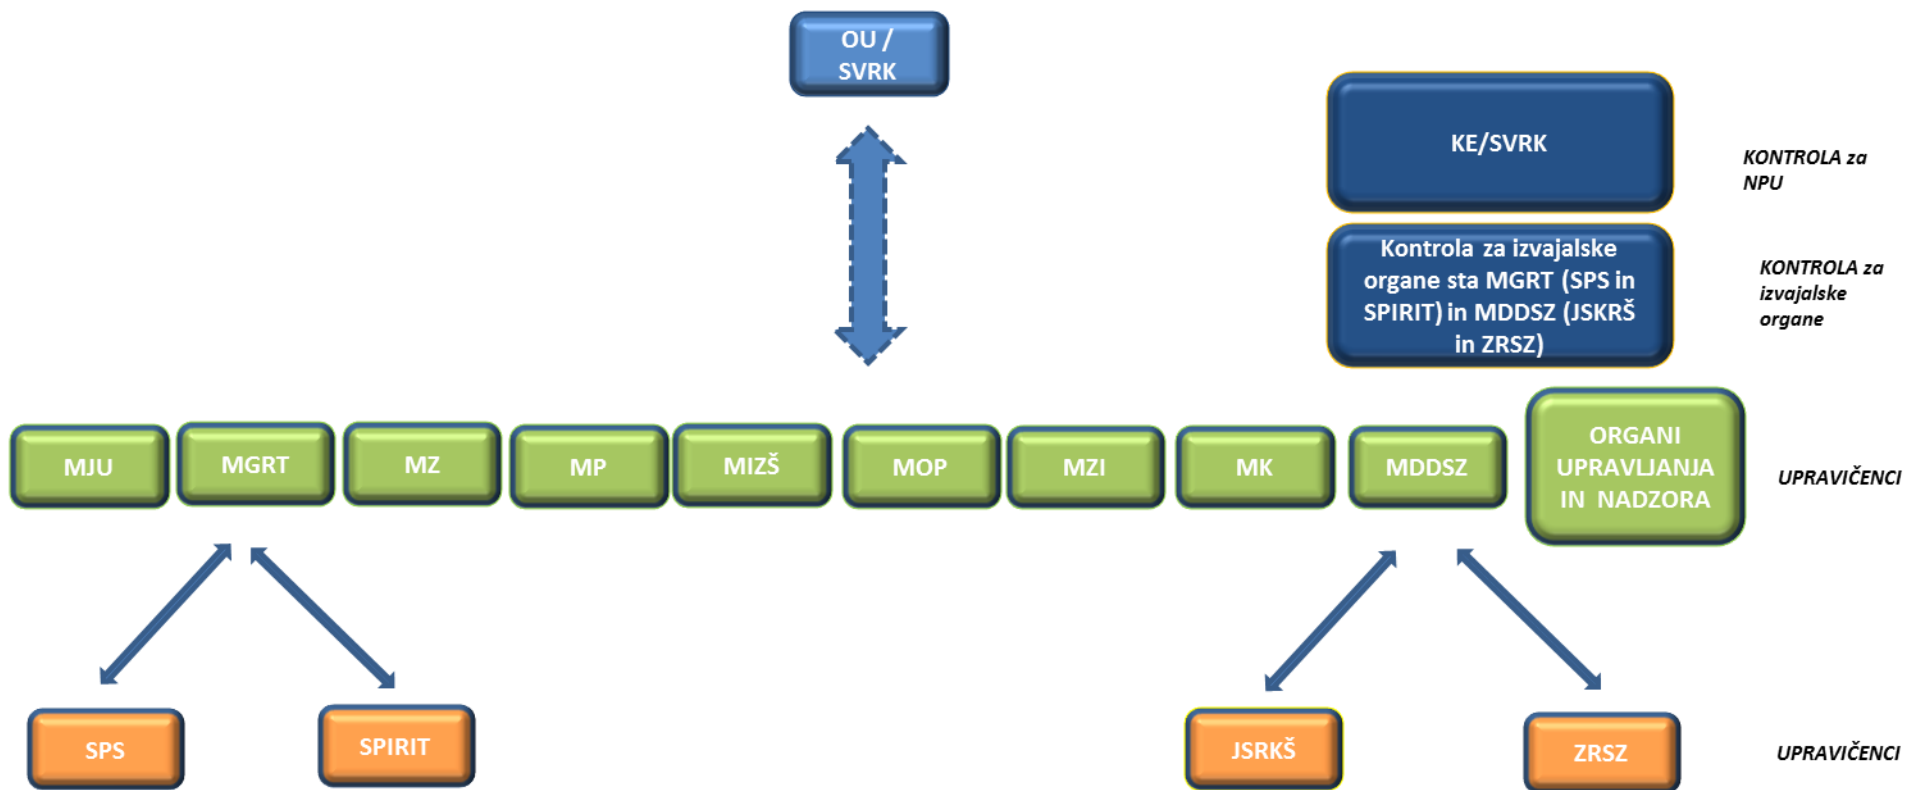 OU /
SVRK
KE/SVRK
KONTROLA za
NPU
Kontrola za izvajalske
organe sta MGRT (SPS in
SPIRIT) in MDDSZ (JSKRŠ
in ZRSZ)
KONTROLA za
izvajalske
organe
MJU
MGRT
MZ
MP
MIZŠ
MOP
MZI
MK
MDDSZ
ORGANI
UPRAVLJANJA
IN NADZORA
UPRAVIČENCI
SPS
SPIRIT
JSRKŠ
ZRSZ
UPRAVIČENCI